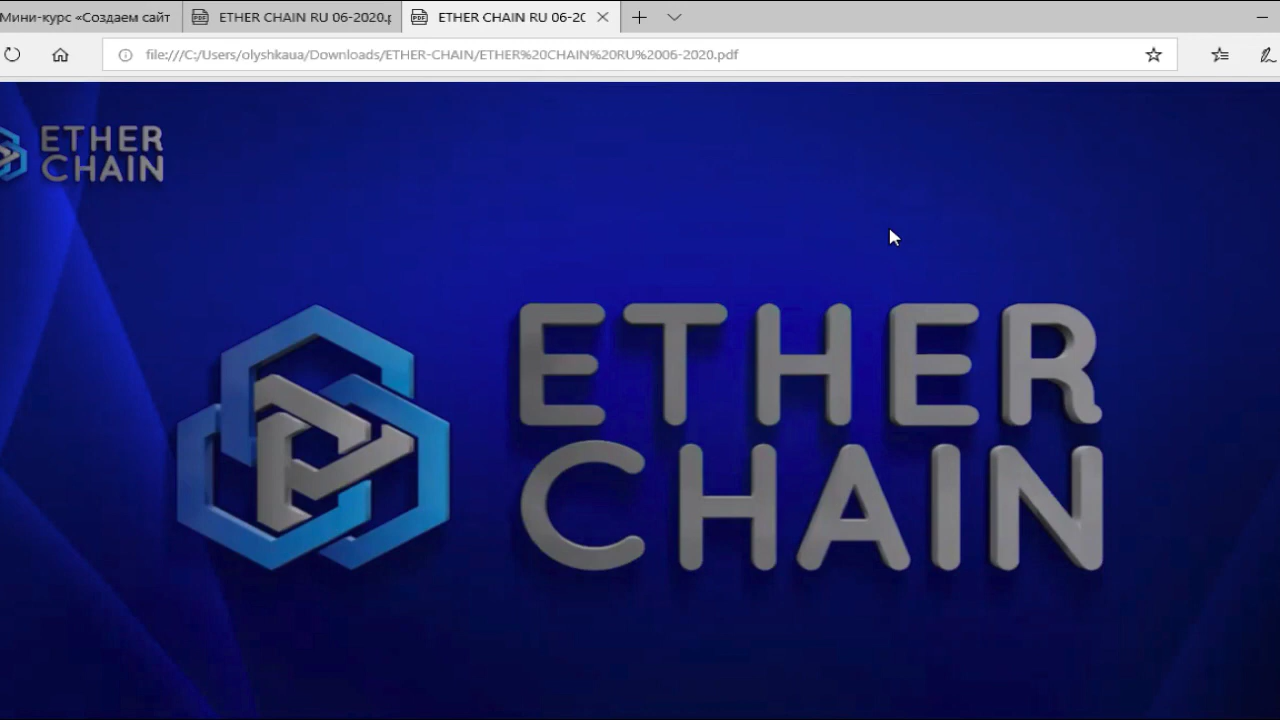 Мини-курс «Создаем сайт
ETHER CHAIN RU 06-2020.p
ETHER CHAIN RU 06-20
file:///C:/Users/olyshkaua/Downloads/ETHER-CHAIN/ETHER%20CHAIN%20RU%2006-2020.pdf
ETHER
CHAIN
ETHER
CHAIN